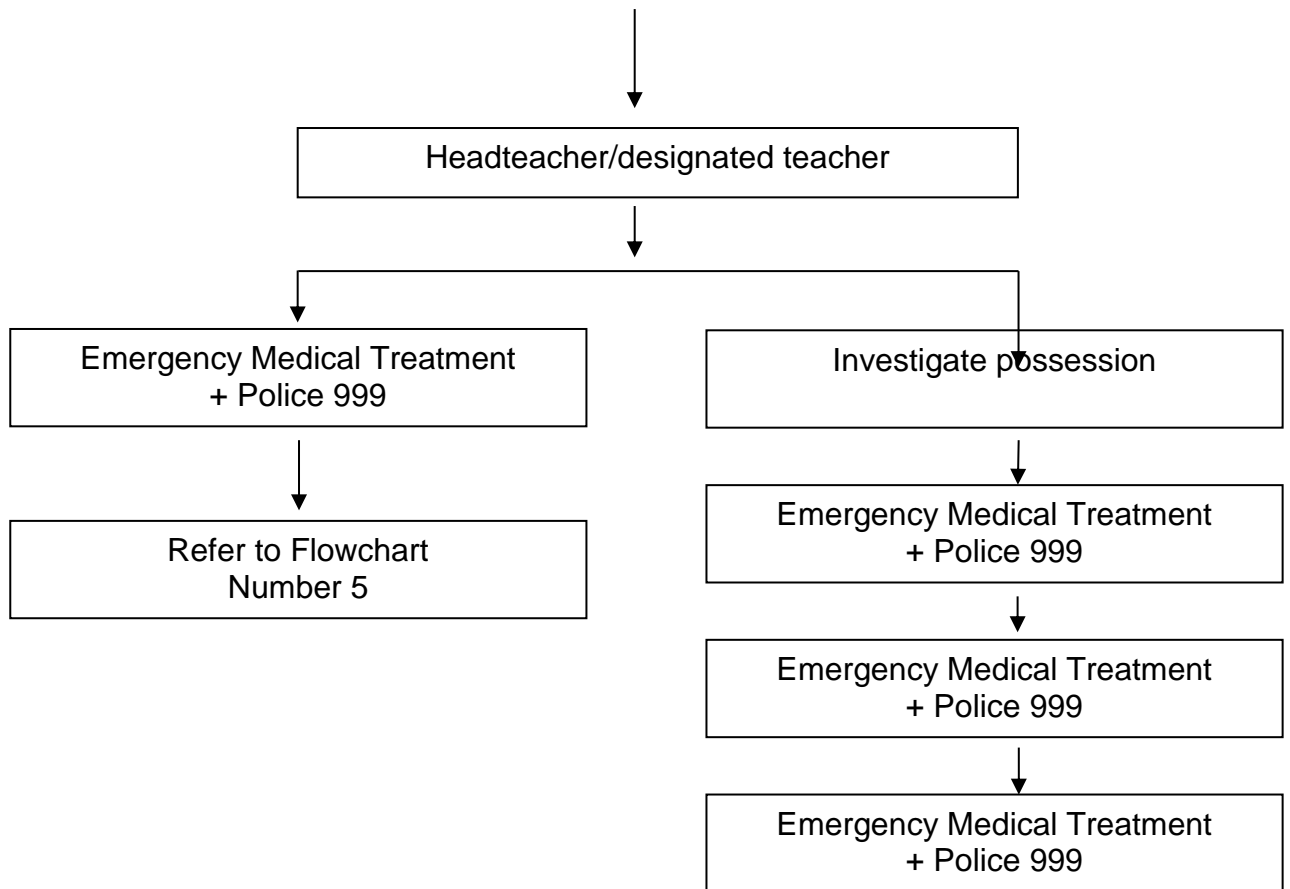 Headteacher/designated teacher
Emergency Medical Treatment
+ Police 999
Refer to Flowchart
Number 5
Investigate possession
Emergency Medical Treatment
+ Police 999
Emergency Medical Treatment
+ Police 999
Emergency Medical Treatment
+ Police 999